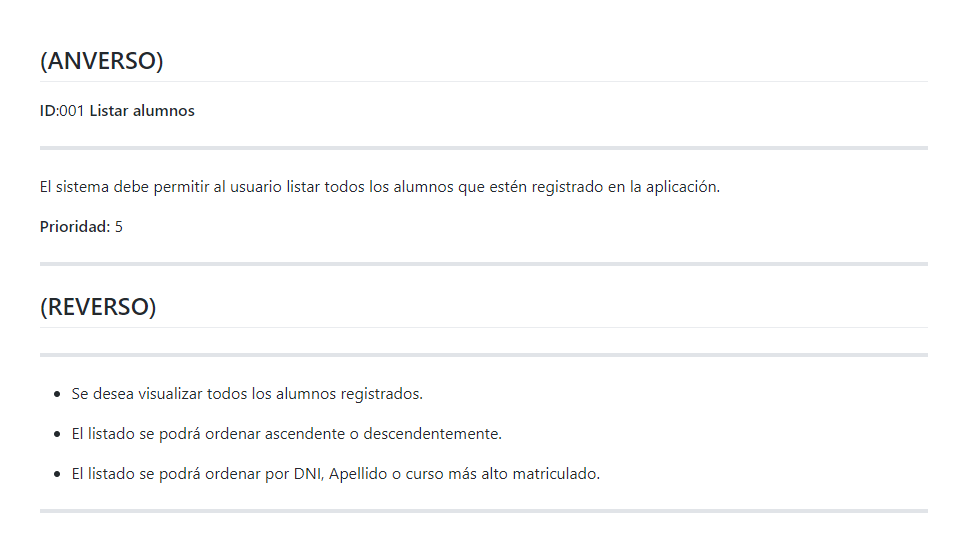 (ANVERSO)
ID:001 Listar alumnos
El sistema debe permitir al usuario listar todos los alumnos que estén registrado en la aplicación.
Prioridad: 5
(REVERSO)
• Se desea visualizar todos los alumnos registrados.
• El listado se podrá ordenar ascendente o descendentemente.
• El listado se podrá ordenar por DNI, Apellido o curso más alto matriculado.